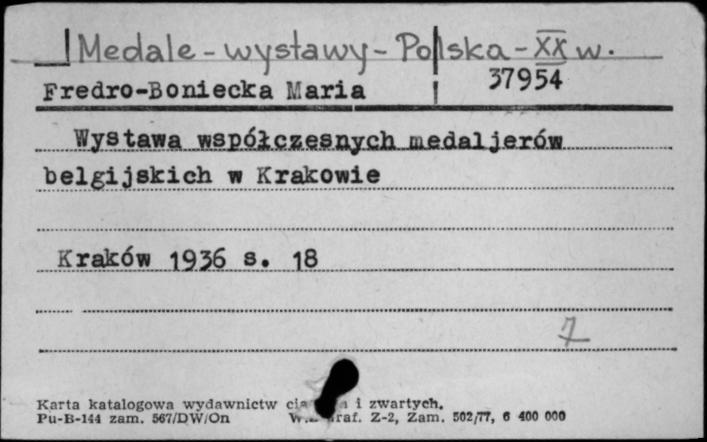 Medale - wystawy - Polska - XX w.
Fredro-Boniecka Maria 37954
Wystawa współczesnych medaljerów
belgijskich w Krakowie
Kraków 1936 s. 18
7
Karta katalogowa wydawnictw i zwartych.
Pu-B-144 zam. 567/DW/On raf. Z-2, Zam. 502/77, 6 400 000